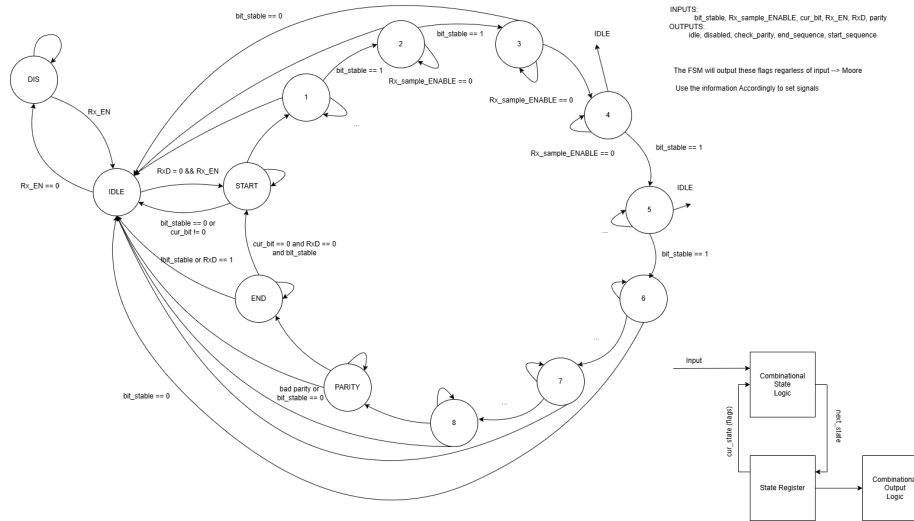 INPUTS:
bit_stable, Rx_sample_ENABLE, cur_bit, Rx_EN, RxD, parity
OUTPUTS:
idle, disabled, check_parity, end_sequence, start_sequence
The FSM will output these flags regarless of input --> Moore
Use the information Accordingly to set signals
bit_stable == 0
2
bit_stable == 1
3
IDLE
DIS
bit_stable == 1
Rx_sample_ENABLE == 0
1
Rx_sample_ENABLE == 0
4
Rx_EN
...
Rx_sample_ENABLE == 0
bit_stable == 1
RxD = 0 && Rx_EN
Rx_EN == 0
IDLE
START
IDLE
5
bit_stable == 0 or
cur_bit != 0
...
cur_bit == 0 and RxD == 0
and bit_stable
bit_stable == 1
!bit_stable or RxD == 1
END
6
...
Input
Combinational
State
Logic
7
PARITY
bad parity or
bit_stable == 0
bit_stable == 0
...
8
cur_state (flags)
next_state
State Register
Combinational
Output
Logic